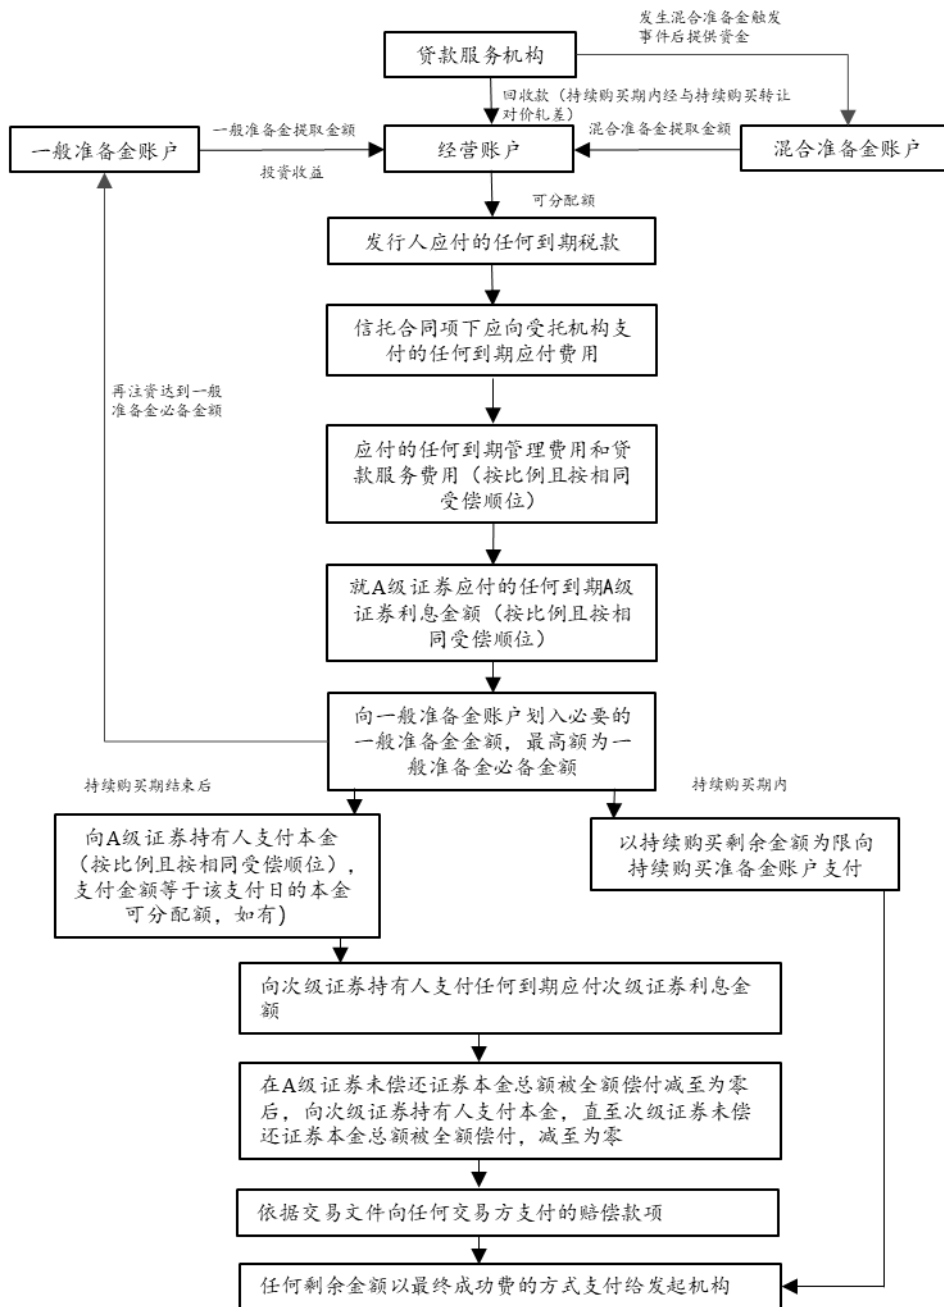 发生混合准备金触发
事件后提供资金
贷款服务机构
回收款（持续购买期内经与持续购买转让
对价轧差）
一般准备金提取金额
混合准备金提取金额
一般准备金账户
经营账户
混合准备金账户
投资收益
可分配额
发行人应付的任何到期税款
信托合同项下应向受托机构支
付的任何到期应付费用
再注资达到一般
准备金必备金额
应付的任何到期管理费用和贷
款服务费用（按比例且按相同
受偿顺位）
就A级证券应付的任何到期A级
证券利息金额（按比例且按相
同受偿顺位）
向一般准备金账户划入必要的
一般准备金金额，最高额为一
般准备金必备金额
持续购买期结束后
持续购买期内
向A级证券持有人支付本金
（按比例且按相同受偿顺位），
支付金额等于该支付日的本金
可分配额，如有)
以持续购买剩余金额为限向
持续购买准备金账户支付
向次级证券持有人支付任何到期应付次级证券利息金
额
在A级证券未偿还证券本金总额被全额偿付减至为零
后，向次级证券持有人支付本金，直至次级证券未偿
还证券本金总额被全额偿付，减至为零
依据交易文件向任何交易方支付的赔偿款项
任何剩余金额以最终成功费的方式支付给发起机构